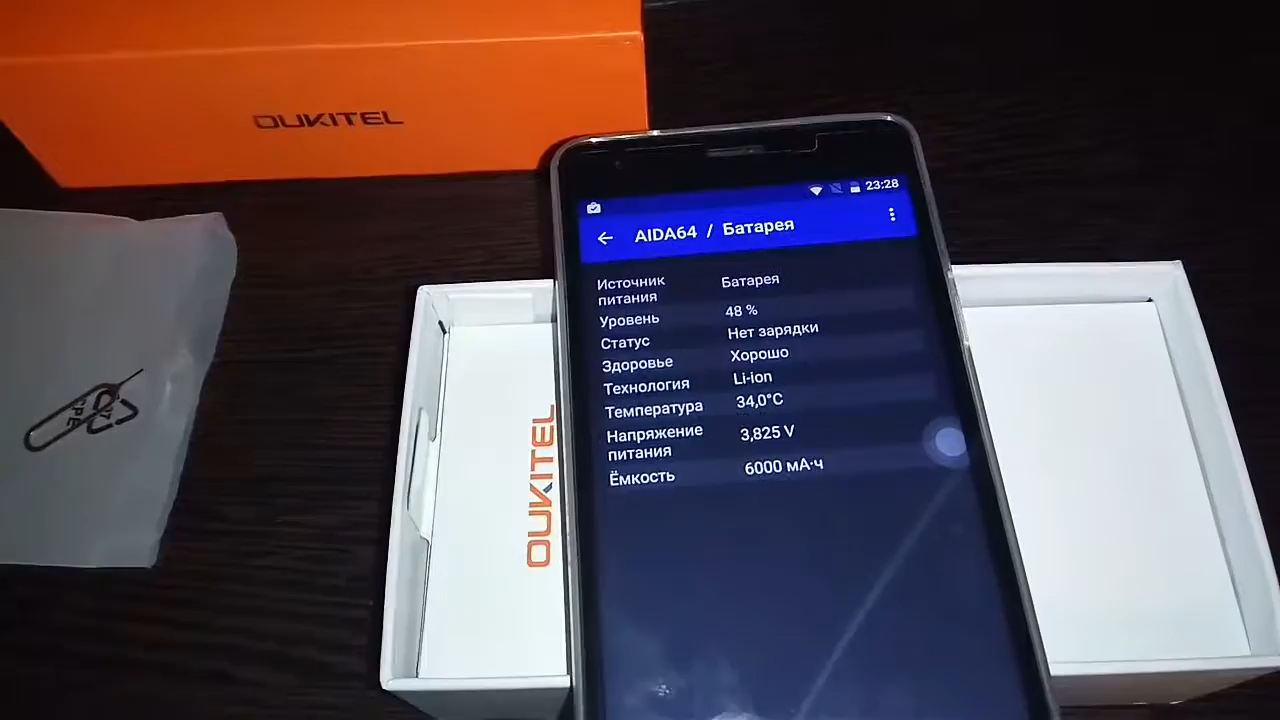 OUKITEL
23:28
AIDA64 / Батарея
Источник питания Батарея
Уровень 48 %
Статус Нет зарядки
Здоровье Хорошо
Технология Li-ion
Температура 34,0°C
Напряжение питания 3,825 V
Ёмкость 6000 мА·ч
OUKITEL